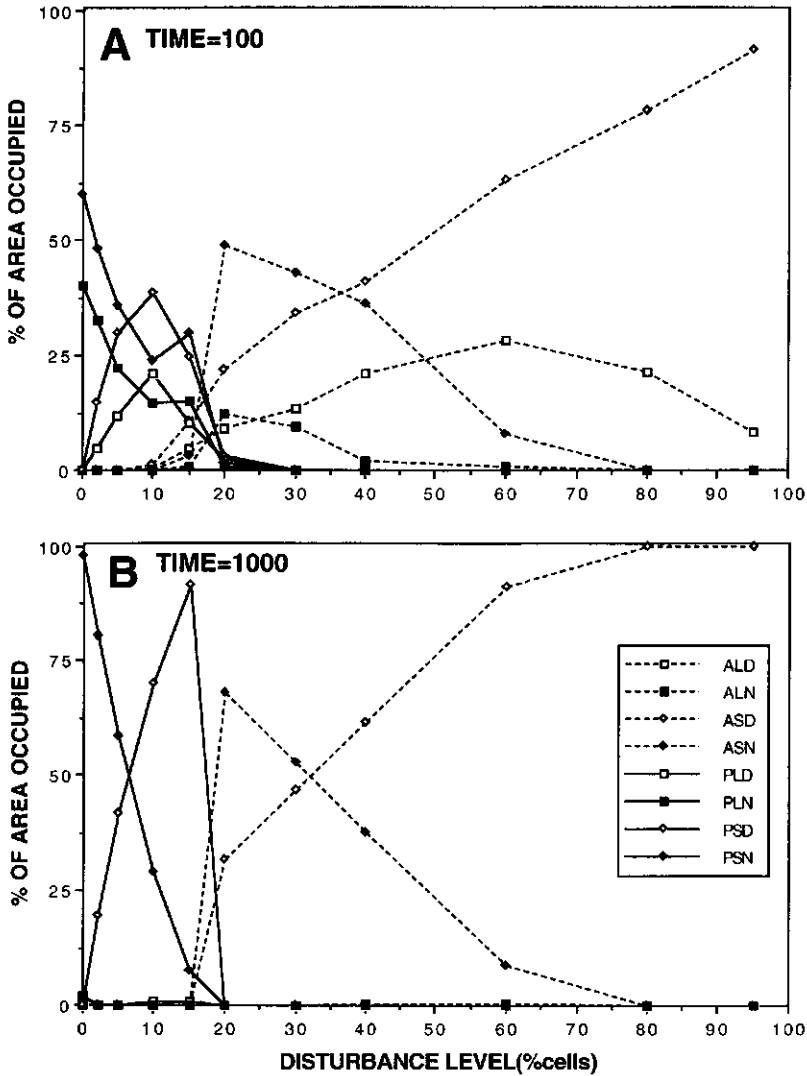 A TIME=100
% OF AREA OCCUPIED
100
75
50
25
0
0 10 20 30 40 50 60 70 80 90 100
B TIME=1000
% OF AREA OCCUPIED
100
75
50
25
0
ALD
ALN
ASD
ASN
PLD
PLN
PSD
PSN
0 10 20 30 40 50 60 70 80 90 100
DISTURBANCE LEVEL(%cells)